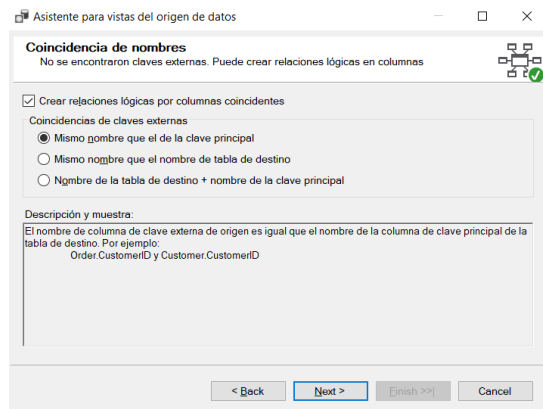 Asistente para vistas del origen de datos
Coincidencia de nombres
No se encontraron claves externas. Puede crear relaciones lógicas en columnas
Crear relaciones lógicas por columnas coincidentes
Coincidencias de claves externas
Mismo nombre que el de la clave principal
Mismo nombre que el nombre de tabla de destino
Nombre de la tabla de destino + nombre de la clave principal
Descripción y muestra:
El nombre de columna de clave externa de origen es igual que el nombre de la columna de clave principal de la
tabla de destino. Por ejemplo:
Order.CustomerID y Customer.CustomerID
< Back
Next >
Finish >>|
Cancel